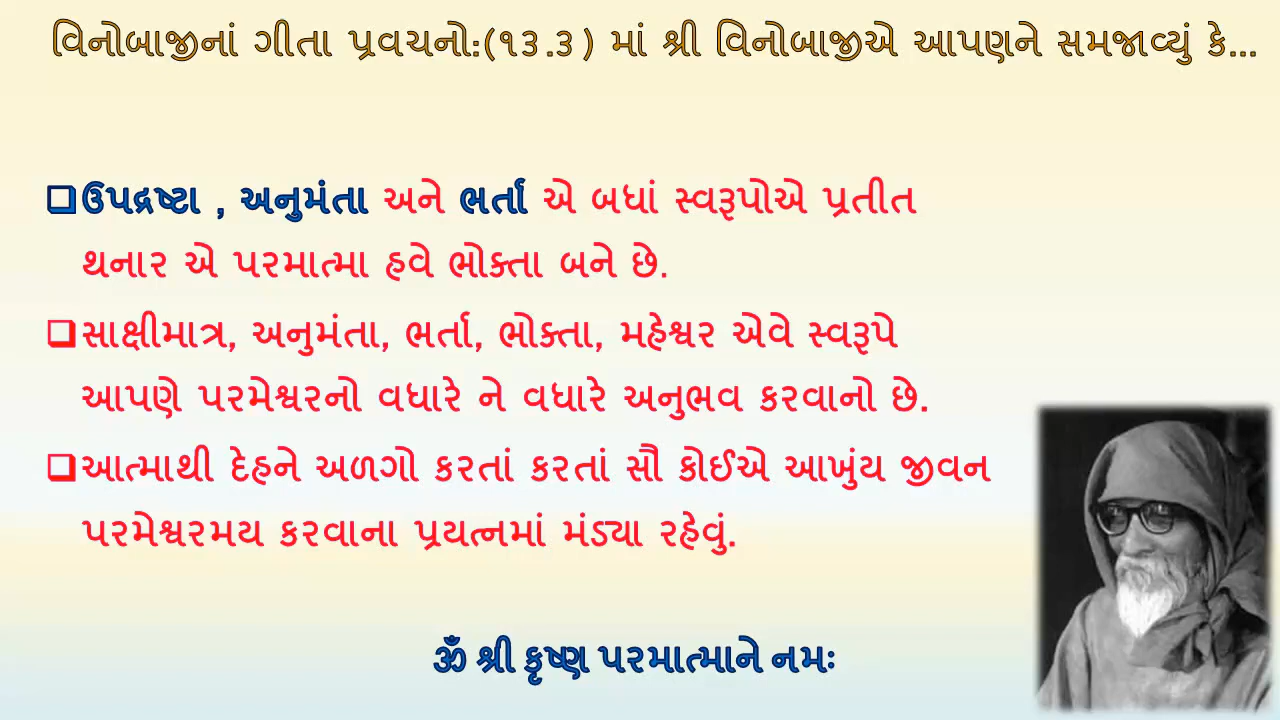 વિનોબાજીનાં ગીતા પ્રવચનો:(૧૩.૩) માં શ્રી વિનોબાજીએ આપણને સમજાવ્યું કે...
❑ઉપદ્રષ્ટા , અનુમંતા અને ભર્તા એ બધાં સ્વરૂપોએ પ્રતીત
થનાર એ પરમાત્મા હવે ભોક્તા બને છે.
❑સાક્ષીમાત્ર, અનુમંતા, ભર્તા, ભોક્તા, મહેશ્વર એવે સ્વરૂપે
આપણે પરમેશ્વરનો વધારે ને વધારે અનુભવ કરવાનો છે.
❑આત્માથી દેહને અળગો કરતાં કરતાં સૌ કોઈએ આખુંય જીવન
પરમેશ્વરમય કરવાના પ્રયત્નમાં મંડ્યા રહેવું.
ૐ શ્રી કૃષ્ણ પરમાત્માને નમઃ